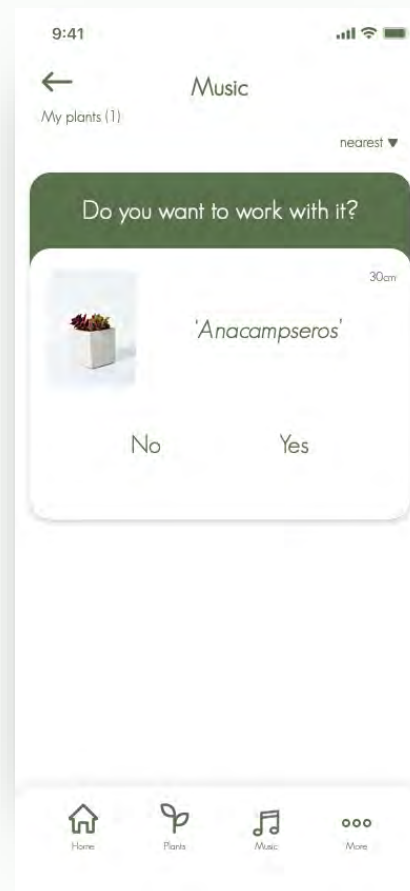 9:41
Music
My plants (1)
nearest ▼
Do you want to work with it?
30cm
'Anacampseros'
No Yes
Home Plants Music More